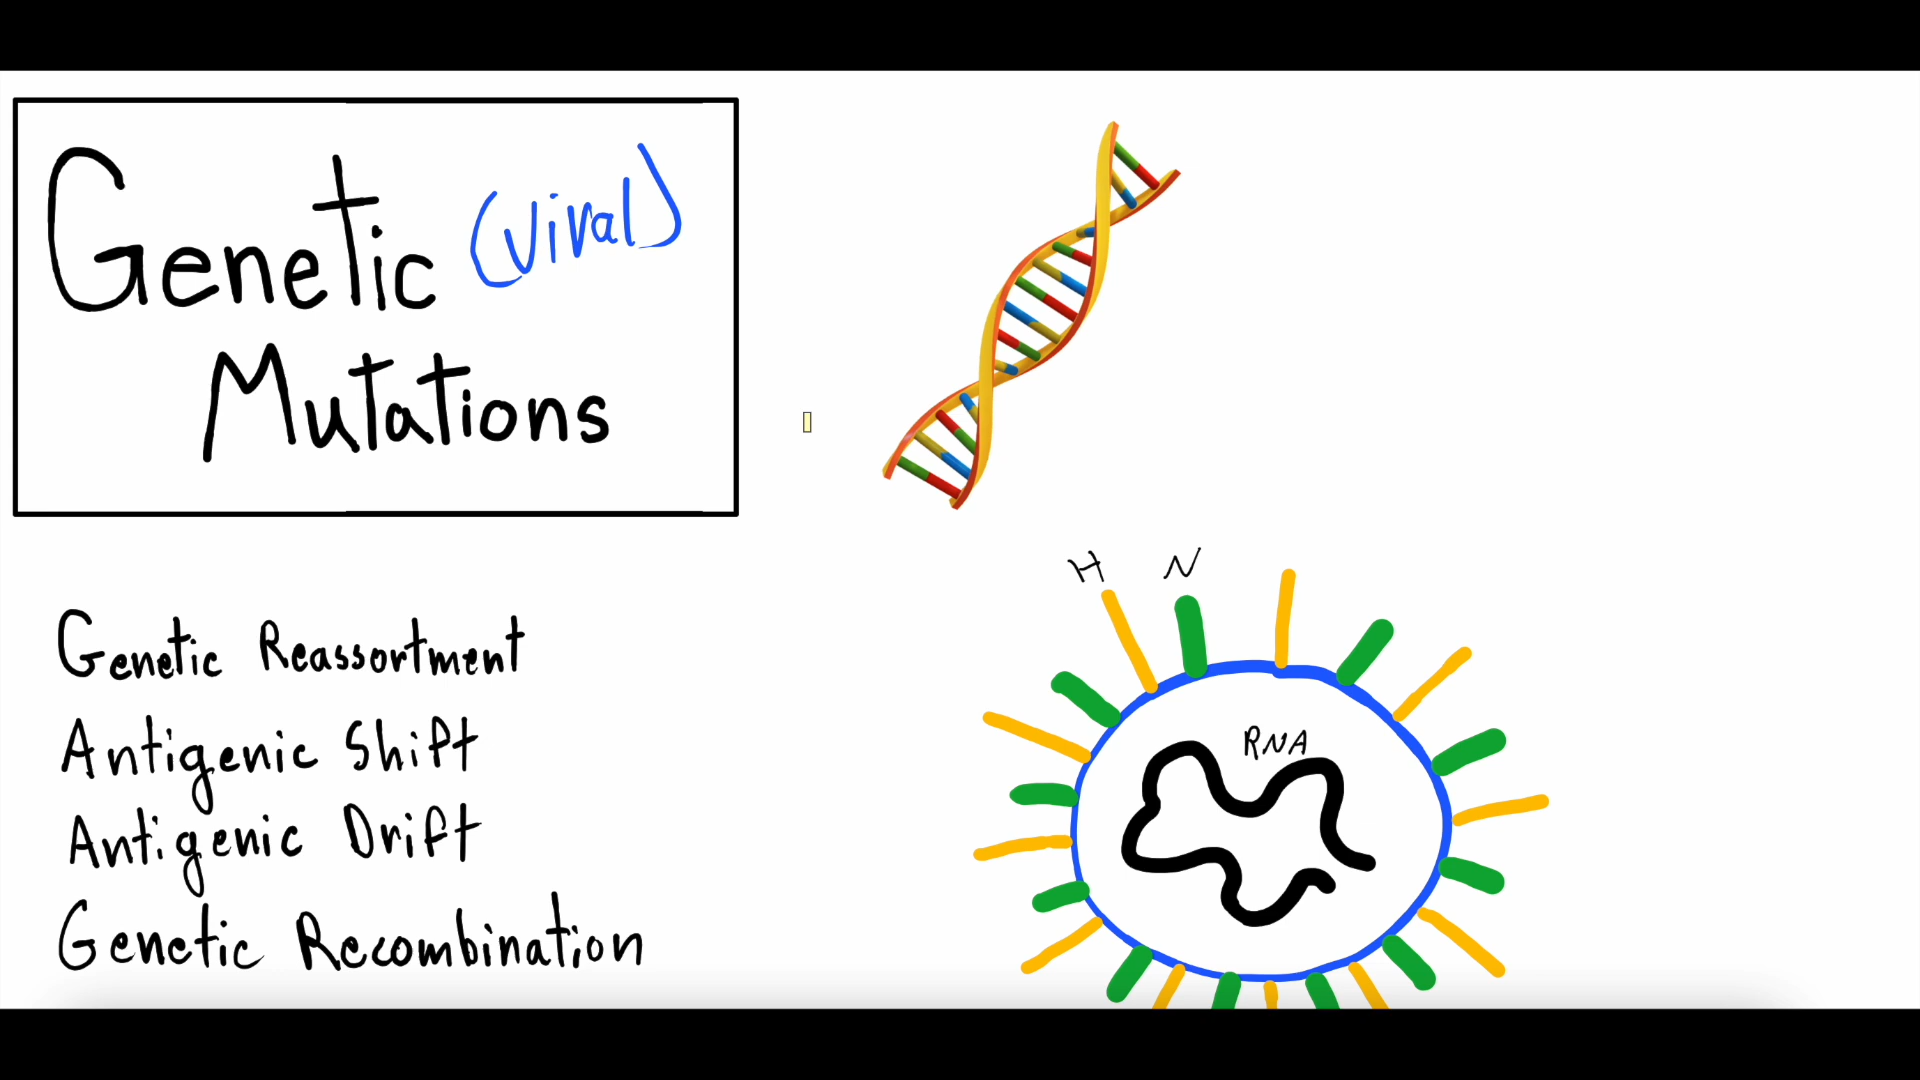 Genetic (viral)
Mutations
Genetic Reassortment
Antigenic Shift
Antigenic Drift
Genetic Recombination
H N
RNA